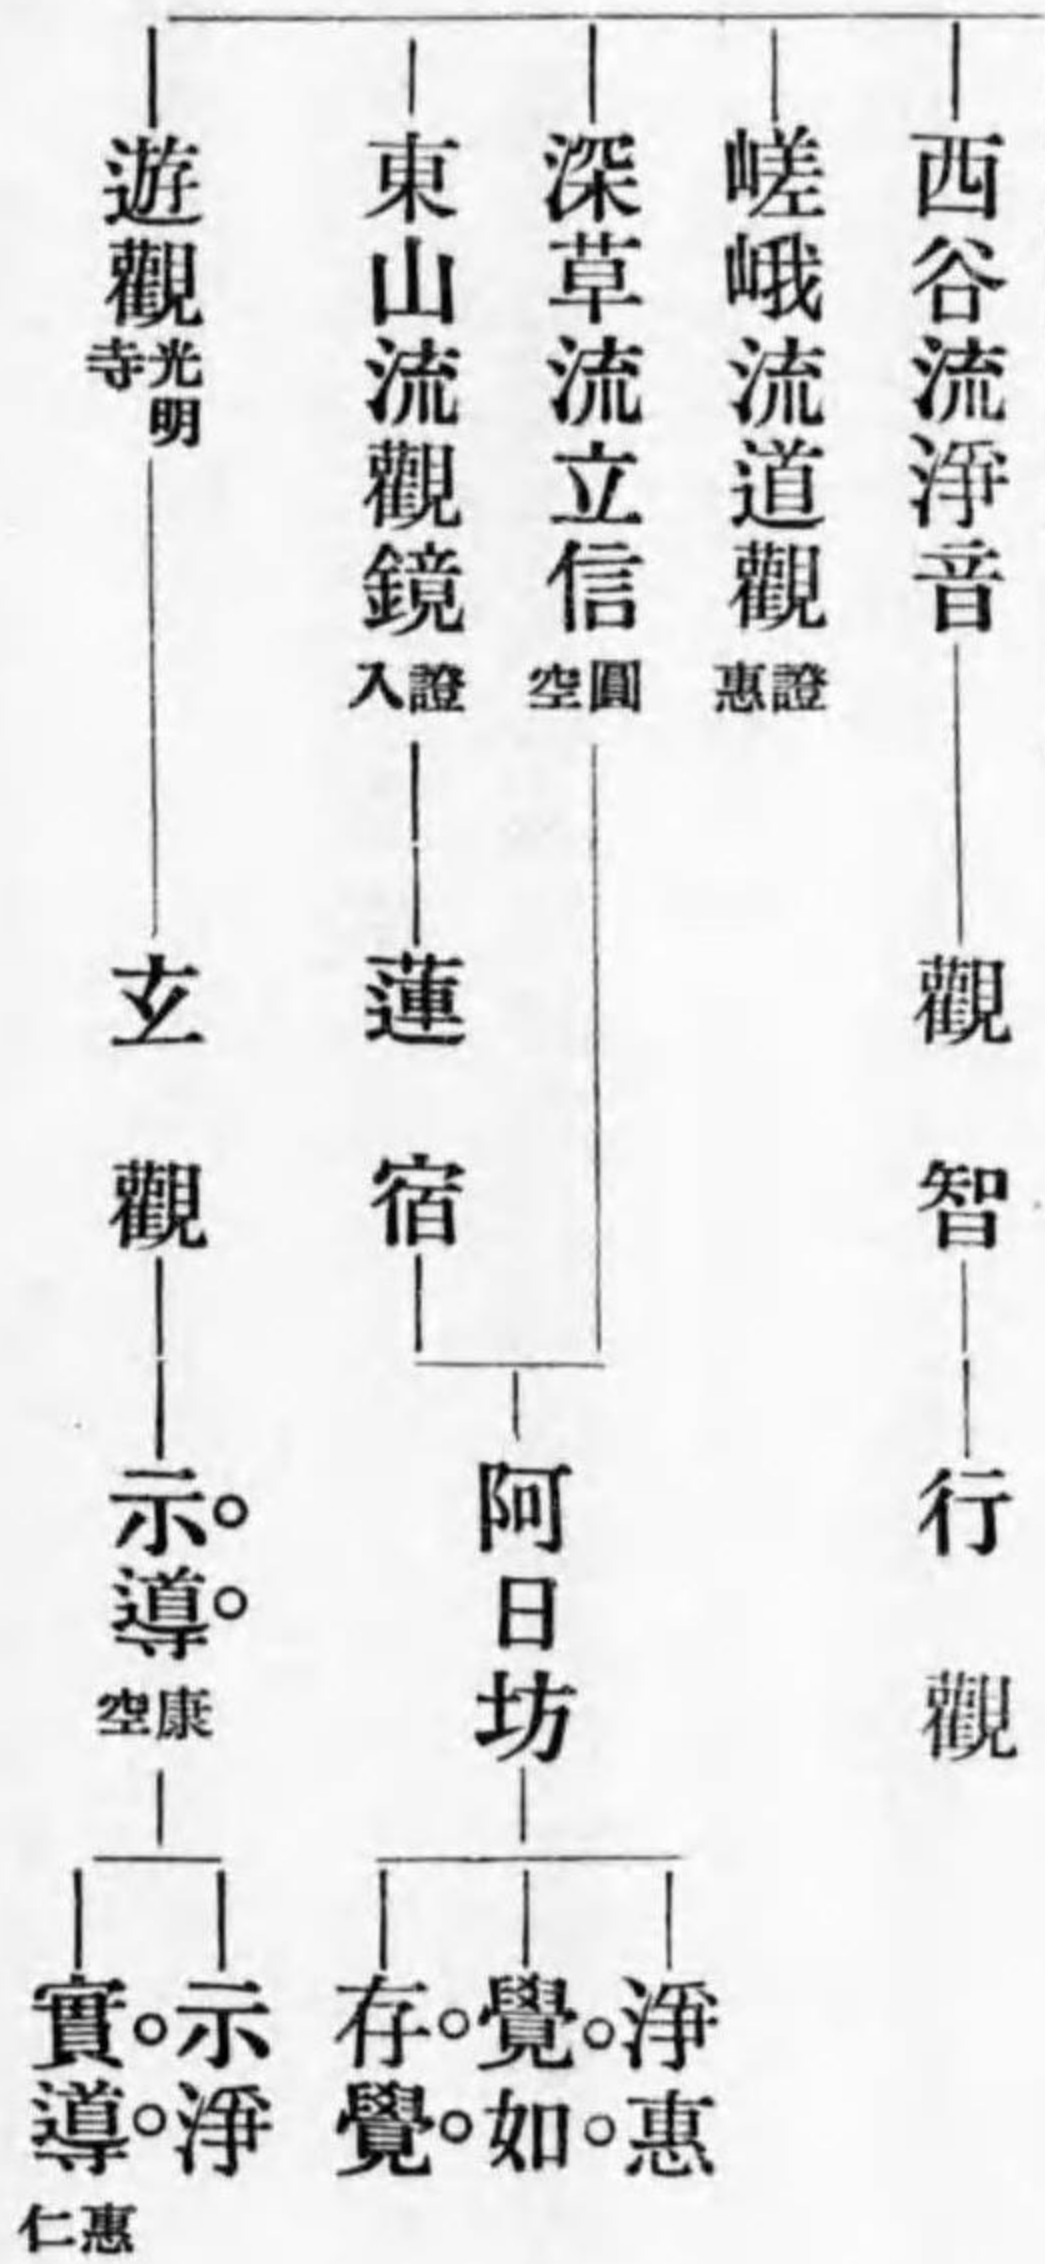 西谷流淨音
觀智
行觀
嵯峨流道觀
證惠
深草流立信
圓空
東山流觀鏡
證入
蓮宿
阿日坊
淨惠
覺如
存覺
遊觀
光明
寺
玄觀
示導
康空
示淨
實導
惠仁